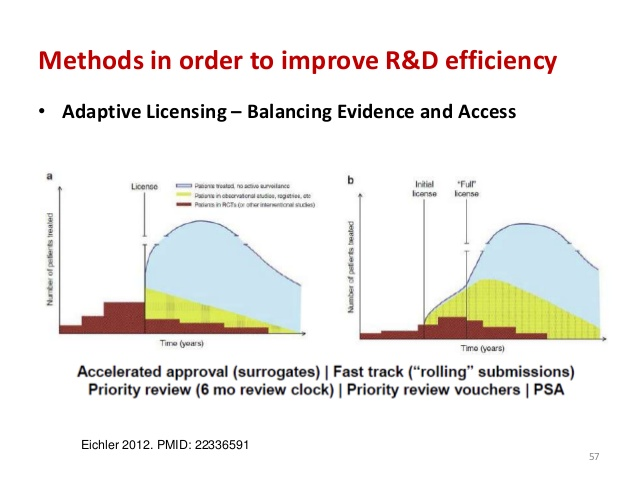 Methods in order to improve R&D efficiency
• Adaptive Licensing – Balancing Evidence and Access
a
License
Patients treated, no active surveillance
Patients in observational studies, registries, etc
Patients in RCTs (or other interventional studies)
Number of patients treated
Time (years)
b
Initial
license
"Full"
license
Number of patients treated
Time (years)
Accelerated approval (surrogates) | Fast track ("rolling" submissions)
Priority review (6 mo review clock) | Priority review vouchers | PSA
Eichler 2012. PMID: 22336591
57